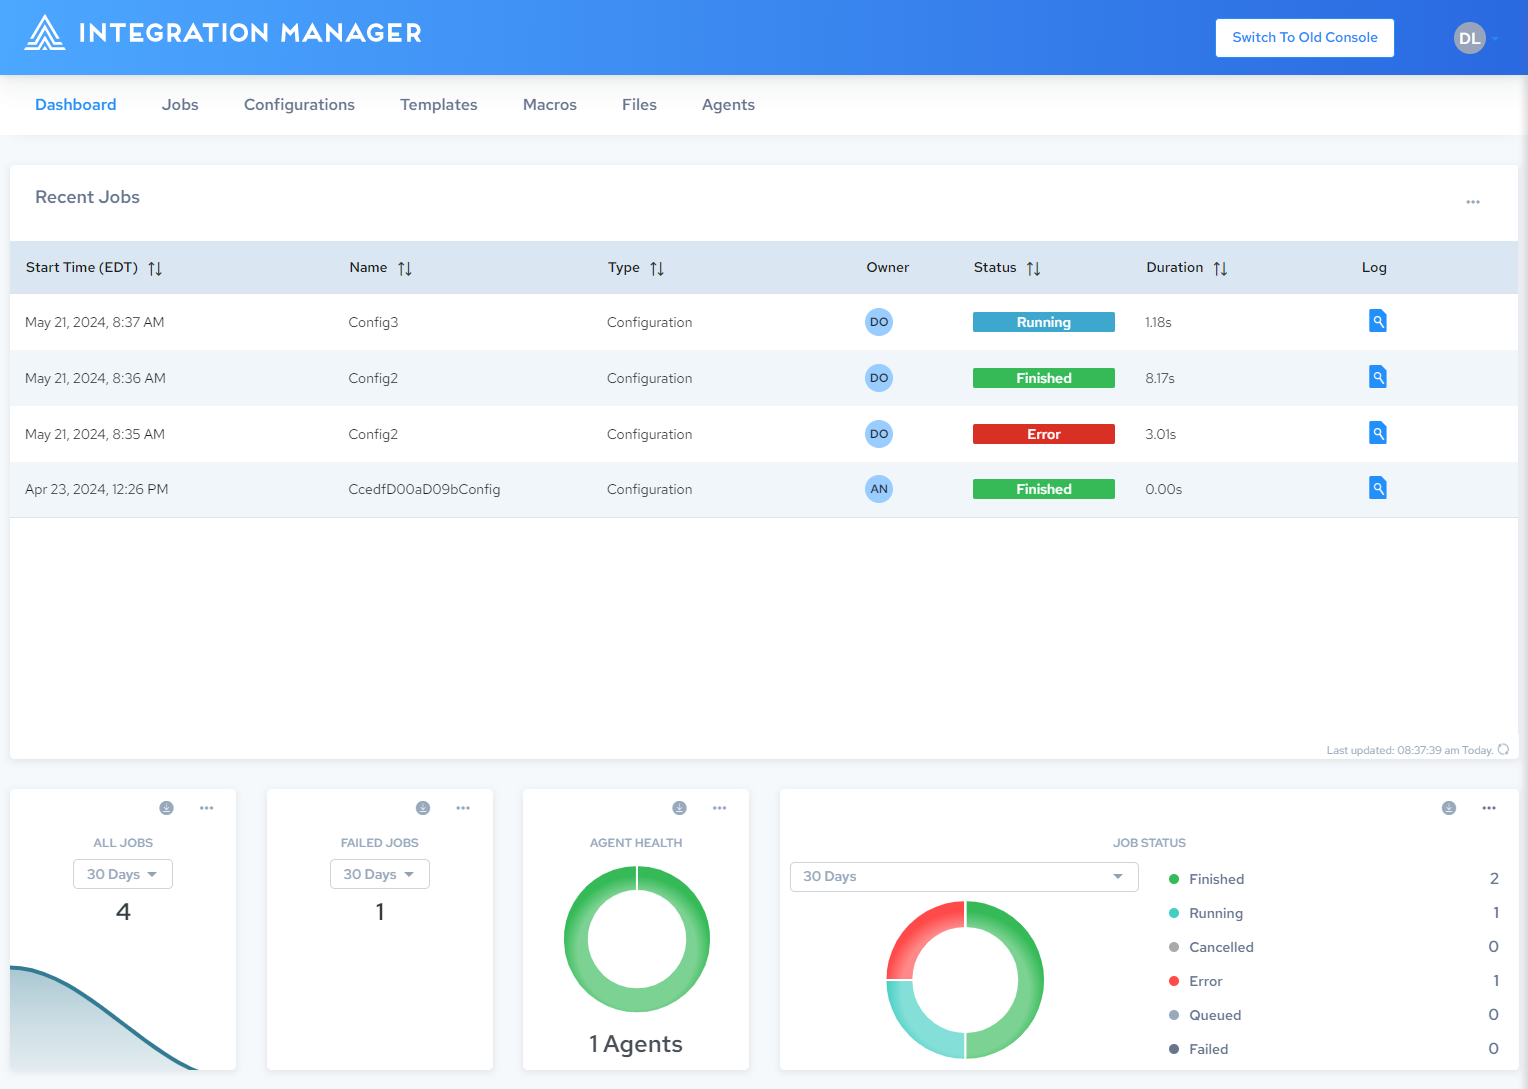 INTEGRATION MANAGER
Switch To Old Console
DL
Dashboard Jobs Configurations Templates Macros Files Agents
Recent Jobs
Start Time (EDT) Name Type Owner Status Duration Log
May 21, 2024, 8:37 AM Config3 Configuration DO Running 1.18s
May 21, 2024, 8:36 AM Config2 Configuration DO Finished 8.17s
May 21, 2024, 8:35 AM Config2 Configuration DO Error 3.01s
Apr 23, 2024, 12:26 PM CcedfD00aD09bConfig Configuration AN Finished 0.00s
Last updated: 08:37:39 am Today.
ALL JOBS
30 Days
4
FAILED JOBS
30 Days
1
AGENT HEALTH
1 Agents
JOB STATUS
30 Days
Finished 2
Running 1
Cancelled 0
Error 1
Queued 0
Failed 0